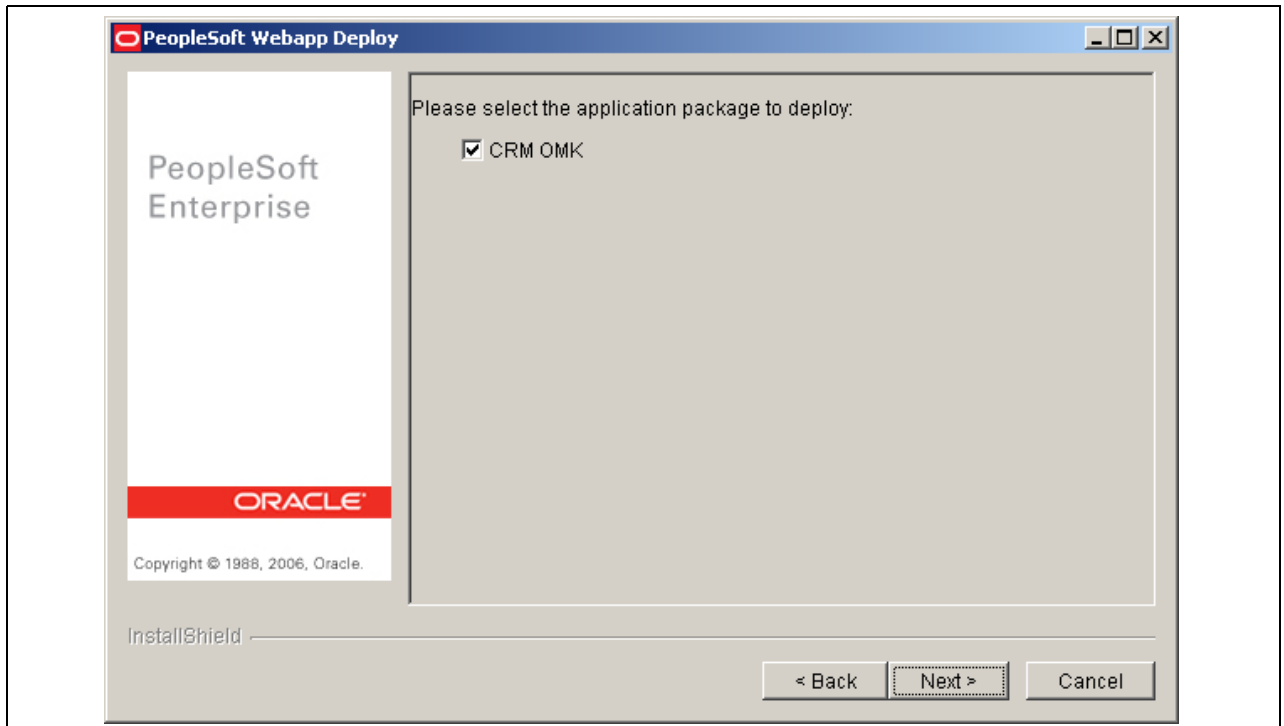 PeopleSoft Webapp Deploy
PeopleSoft
Enterprise
ORACLE®
Copyright © 1988, 2006, Oracle.
Please select the application package to deploy:
CRM OMK
InstallShield
< Back
Next >
Cancel